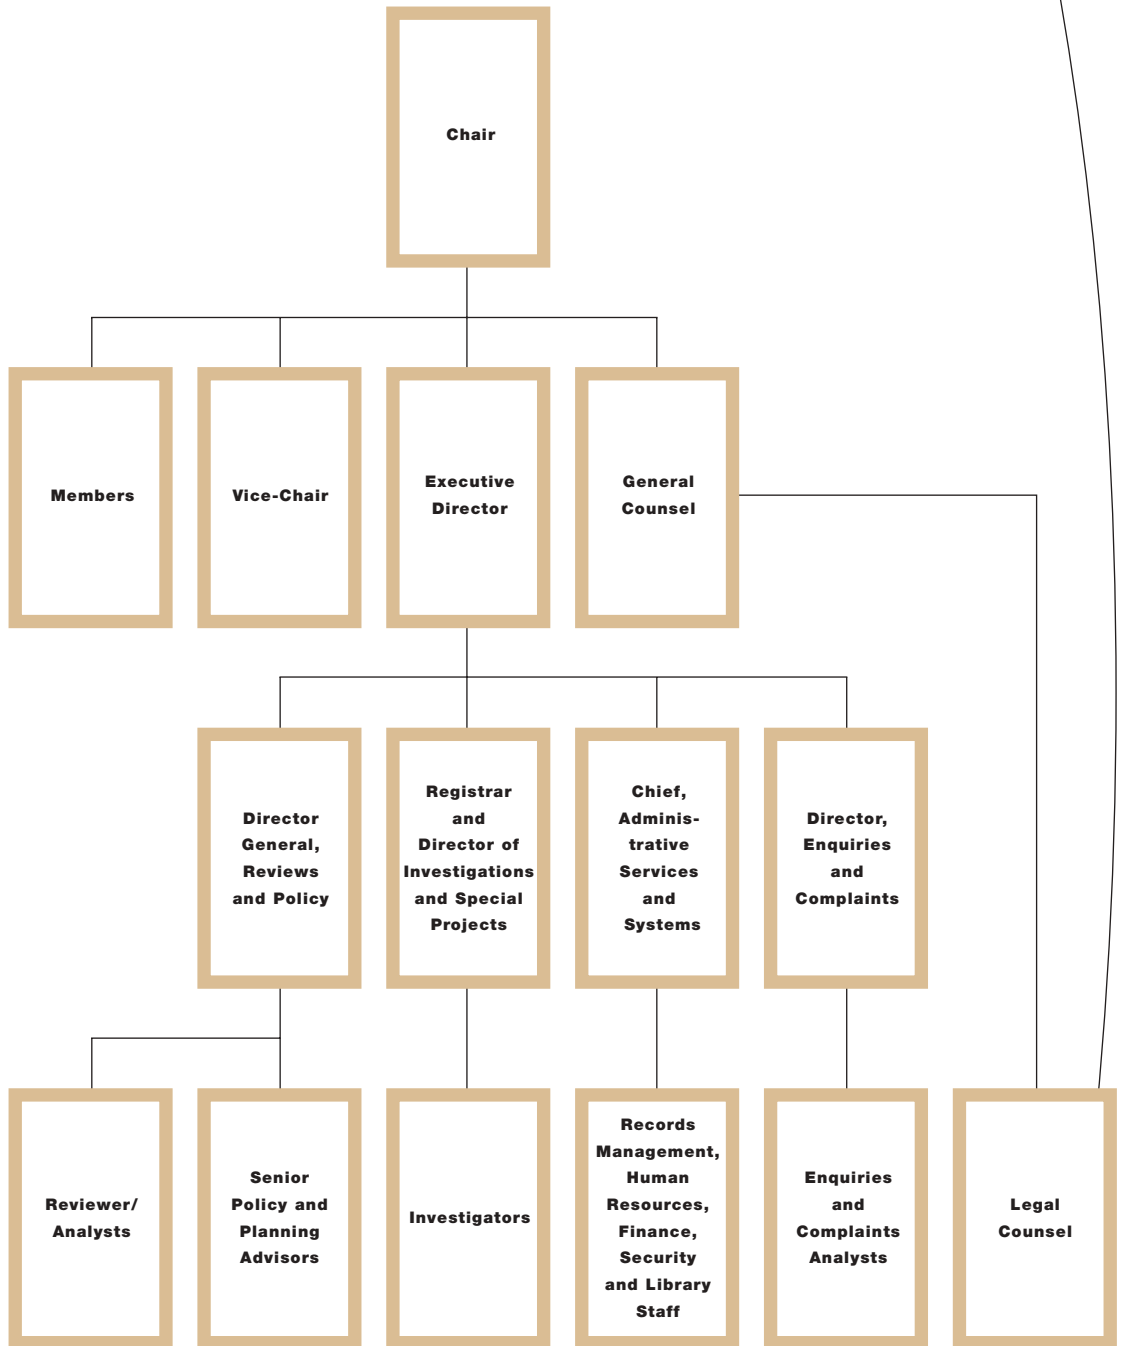 Chair
Members
Vice-Chair
Executive
Director
General
Counsel
Director
General,
Reviews
and Policy
Registrar
and
Director of
Investigations
and Special
Projects
Chief,
Adminis-
trative
Services
and
Systems
Director,
Enquiries
and
Complaints
Reviewer/
Analysts
Senior
Policy and
Planning
Advisors
Investigators
Records
Management,
Human
Resources,
Finance,
Security
and Library
Staff
Enquiries
and
Complaints
Analysts
Legal
Counsel